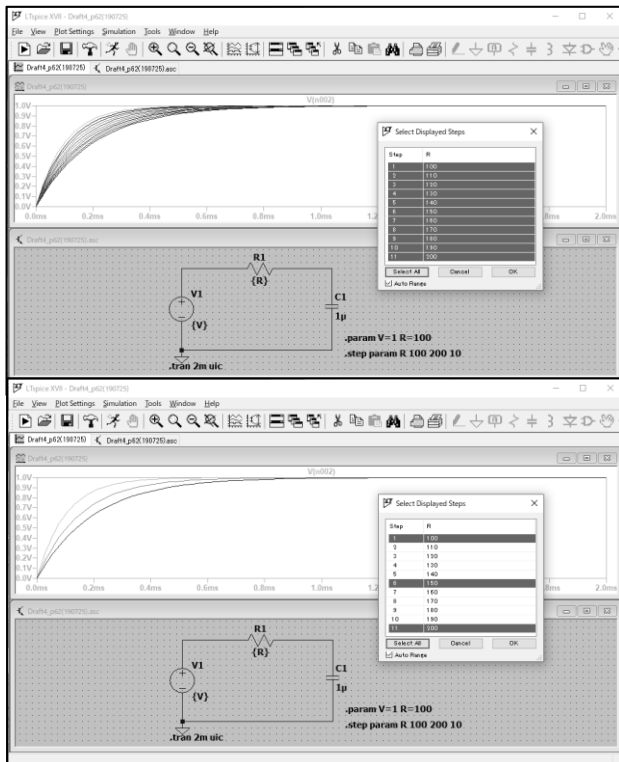 LTspice XVII - Draft4_p62(190725)
File View Plot Settings Simulation Tools Window Help
Draft4_p62(190725) Draft4_p62(190725).asc
Draft4_p62(190725)
V(n002)
1.0V
0.9V
0.8V
0.7V
0.6V
0.5V
0.4V
0.3V
0.2V
0.1V
0.0V
0.0ms 0.2ms 0.4ms 0.6ms 0.8ms 1.0ms 2.0ms
Select Displayed Steps
Step R
1 100
2 110
3 120
4 130
5 140
6 150
7 160
8 170
9 180
10 190
11 200
Select All Cancel OK
Auto Range
Draft4_p62(190725).asc
R1
{R}
V1
{V}
C1
1µ
.param V=1 R=100
.step param R 100 200 10
.tran 2m uic
LTspice XVII - Draft4_p62(190725)
File View Plot Settings Simulation Tools Window Help
Draft4_p62(190725) Draft4_p62(190725).asc
Draft4_p62(190725)
V(n002)
1.0V
0.9V
0.8V
0.7V
0.6V
0.5V
0.4V
0.3V
0.2V
0.1V
0.0V
0.0ms 0.2ms 0.4ms 0.6ms 0.8ms 1.0ms 2.0ms
Select Displayed Steps
Step R
1 100
2 110
3 120
4 130
5 140
6 150
7 160
8 170
9 180
10 190
11 200
Select All Cancel OK
Auto Range
Draft4_p62(190725).asc
R1
{R}
V1
{V}
C1
1µ
.param V=1 R=100
.step param R 100 200 10
.tran 2m uic